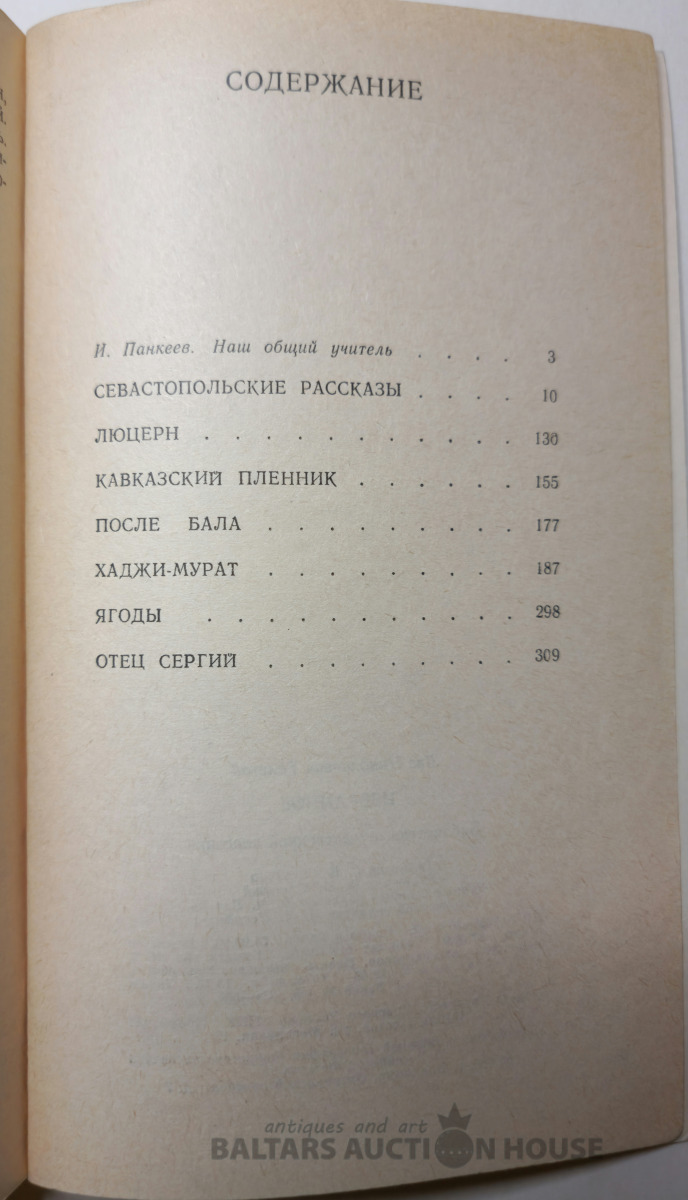 СОДЕРЖАНИЕ
И. Панкеев. Наш общий учитель . . . . 3
СЕВАСТОПОЛЬСКИЕ РАССКАЗЫ . . . . 10
ЛЮЦЕРН . . . . . . . . . . . 130
КАВКАЗСКИЙ ПЛЕННИК . . . . . . 155
ПОСЛЕ БАЛА . . . . . . . . . 177
ХАДЖИ-МУРАТ . . . . . . . . . 187
ЯГОДЫ . . . . . . . . . . . 298
ОТЕЦ СЕРГИЙ . . . . . . . . . 309
antiques and art
BALTARS AUCTION HOUSE